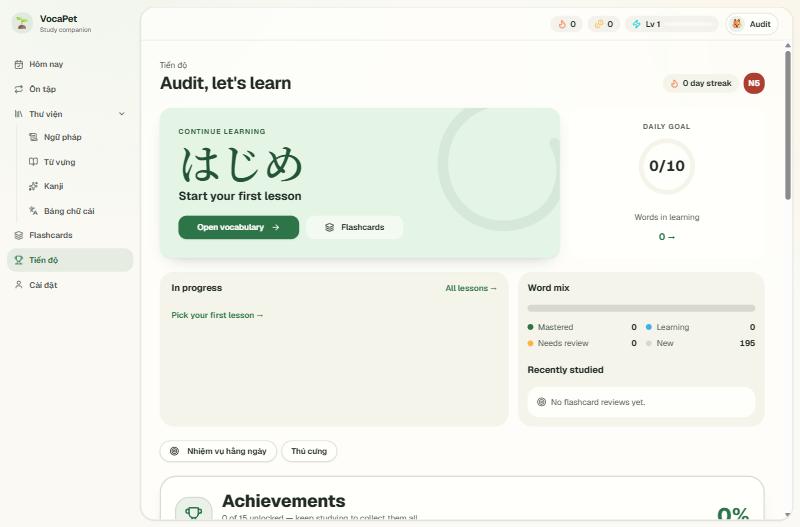 VocaPet
Study companion
Hôm nay
Ôn tập
Thư viện
Ngữ pháp
Từ vựng
Kanji
Bảng chữ cái
Flashcards
Tiến độ
Cài đặt
0
0
Lv 1
Audit
Tiến độ
Audit, let's learn
0 day streak
N5
CONTINUE LEARNING
はじめ
Start your first lesson
Open vocabulary →
Flashcards
DAILY GOAL
0/10
Words in learning
0 →
In progress
All lessons →
Pick your first lesson →
Word mix
Mastered 0
Learning 0
Needs review 0
New 195
Recently studied
No flashcard reviews yet.
Nhiệm vụ hằng ngày
Thú cưng
Achievements
0 of 15 unlocked — keep studying to collect them all
0%